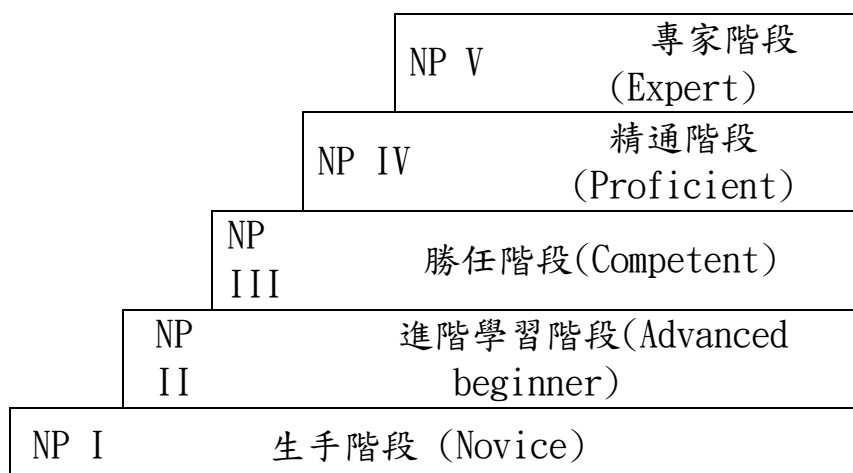 NP V
專家階段
(Expert)
NP IV
精通階段
(Proficient)
NP
III
勝任階段(Competent)
NP
II
進階學習階段(Advanced
beginner)
NP I
生手階段 (Novice)